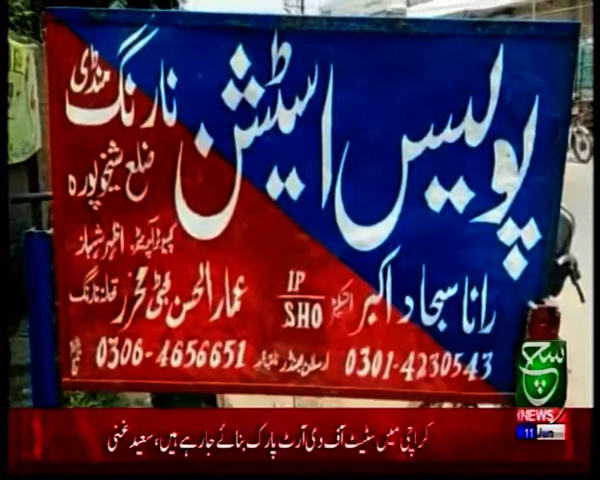 پولیس اسٹیشن نارنگ منڈی
ضلع شیخوپورہ
کمپیوٹر آپریٹر اظہر شہباز
رانا سجاد اکبر انسپکٹر IP/SHO
عمار الحسن بھٹی محرر تھانہ نارنگ
0301-4230543
0306-4656651
سچ
NEWS
11 Jun
کراچی میں سٹیٹ آف دی آرٹ پارک بنائے جارہے ہیں، سعید غنی